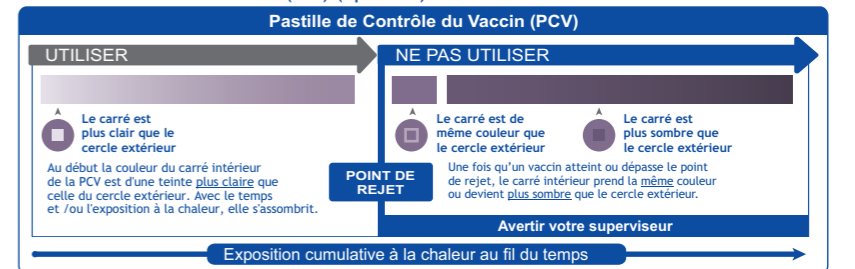 Pastille de Contrôle du Vaccin (PCV)
UTILISER
NE PAS UTILISER
Le carré est
plus clair que le
cercle extérieur
Le carré est de
même couleur que
le cercle extérieur
Le carré est
plus sombre que
le cercle extérieur
Au début la couleur du carré intérieur
de la PCV est d'une teinte plus claire que
celle du cercle extérieur. Avec le temps
et /ou l'exposition à la chaleur, elle s'assombrit.
POINT DE
REJET
Une fois qu’un vaccin atteint ou dépasse le point
de rejet, le carré intérieur prend la même couleur
ou devient plus sombre que le cercle extérieur.
Avertir votre superviseur
Exposition cumulative à la chaleur au fil du temps